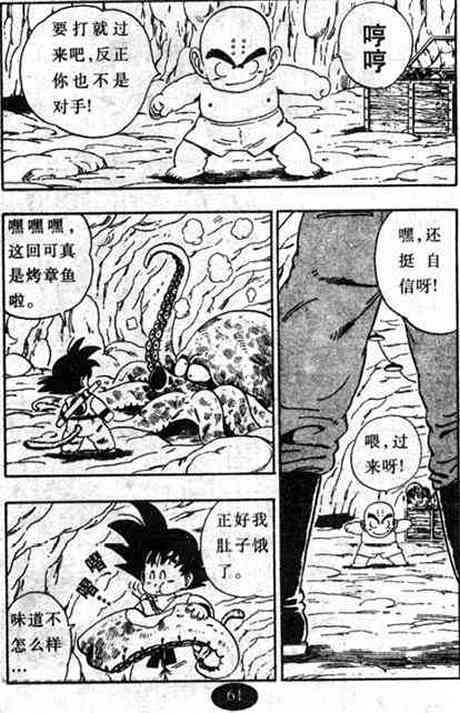 哼哼
要打就过
来吧，反正
你也不是
对手！
嘿，还
挺自
信呀！
喂，过
来呀！
嘿嘿嘿，
这回可真
是烤章鱼
啦。
正好我
肚子饿
了。
味道不
怎么样
…
61